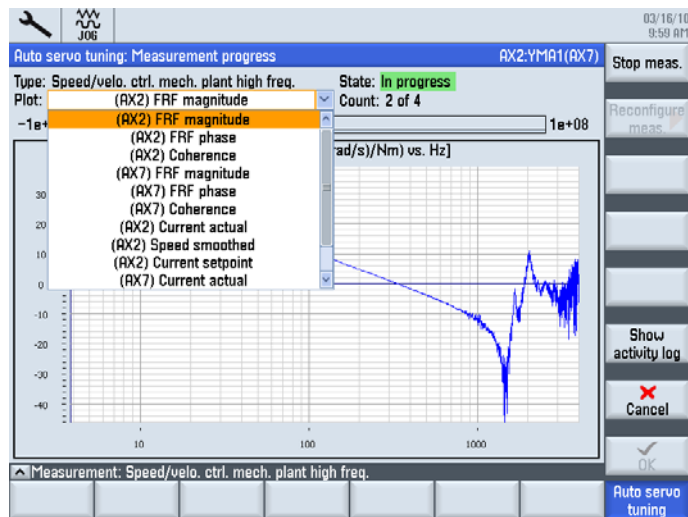 JOG
03/16/10
9:59 AM
Auto servo tuning: Measurement progress
AX2:YMA1(AX7)
Stop meas.
Type: Speed/velo. ctrl. mech. plant high freq.
State: In progress
Plot: (AX2) FRF magnitude
Count: 2 of 4
Reconfigure
meas.
-1e+
1e+08
(AX2) FRF magnitude
(AX2) FRF phase
(AX2) Coherence
(AX7) FRF magnitude
(AX7) FRF phase
(AX7) Coherence
(AX2) Current actual
(AX2) Speed smoothed
(AX2) Current setpoint
(AX7) Current actual
rad/s)/Nm) vs. Hz]
30
20
10
0
-10
-20
-30
-40
10
100
1000
Show
activity log
Cancel
OK
Measurement: Speed/velo. ctrl. mech. plant high freq.
Auto servo
tuning